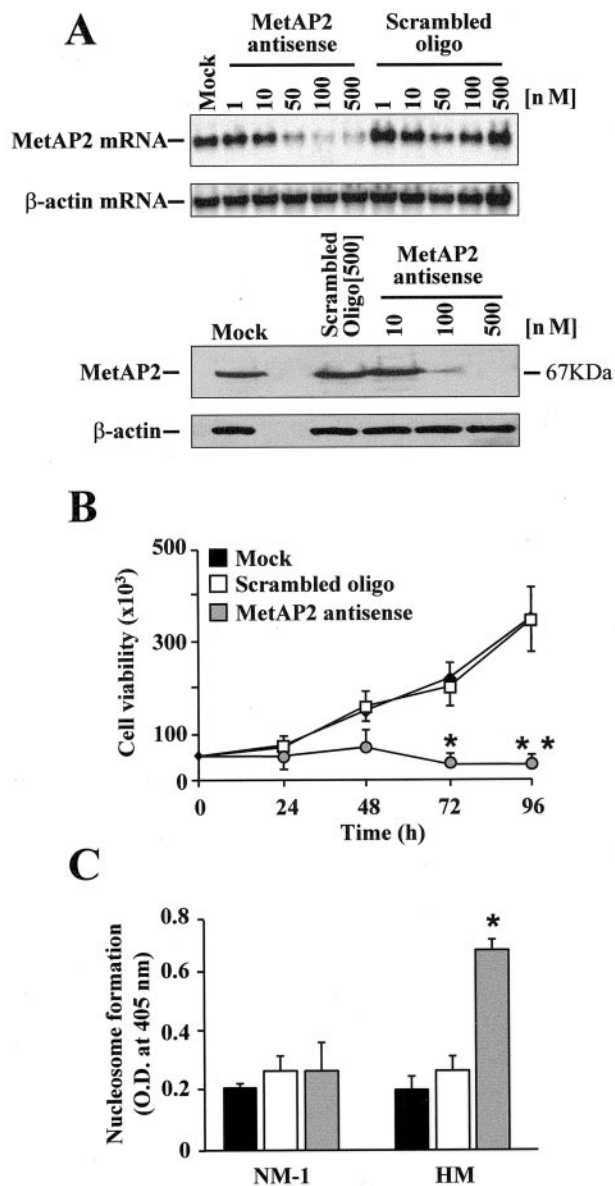 A
MetAP2 antisense
Scrambled oligo
Mock
1
10
50
100
500
1
10
50
100
500
[n M]
MetAP2 mRNA
β-actin mRNA
Mock
Scrambled Oligo[500]
MetAP2 antisense
10
100
500
[n M]
MetAP2
67KDa
β-actin
B
Cell viability (x10³)
500
300
100
0
Mock
Scrambled oligo
MetAP2 antisense
*
* *
0
24
48
72
96
Time (h)
C
Nucleosome formation
(O.D. at 405 nm)
0.8
0.6
0.4
0.2
0
*
NM-1
HM